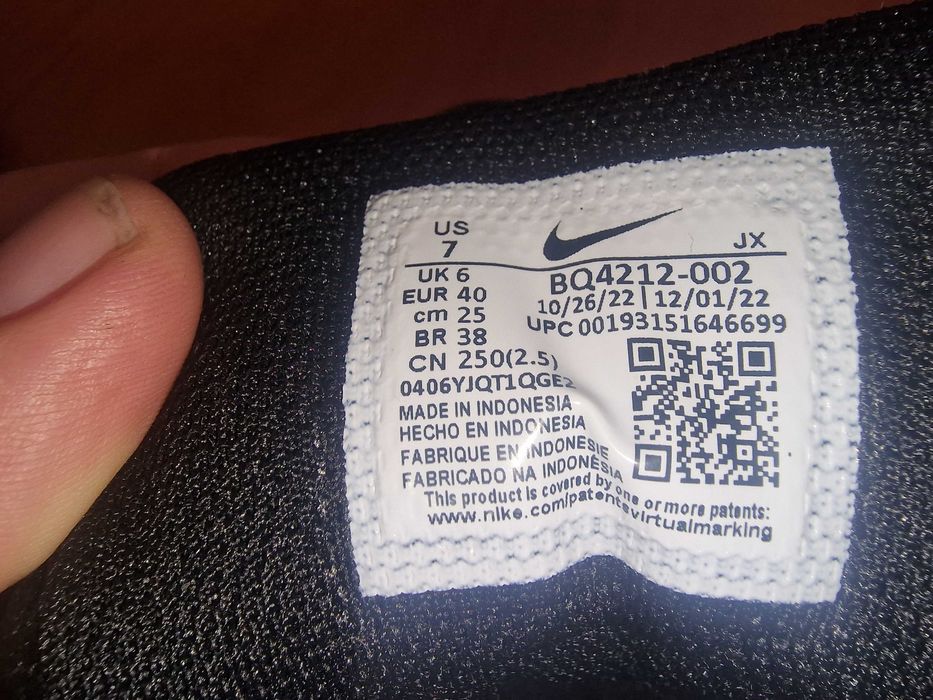 US
7
JX
UK 6
EUR 40
cm 25
BR 38
CN 250(2.5)
BQ4212-002
10/26/22 | 12/01/22
UPC 00193151646699
0406YJQT1QGE2
MADE IN INDONESIA
HECHO EN INDONESIA
FABRIQUE EN INDONESIE
FABRICADO NA INDONÉSIA
This product is covered by one or more patents:
www.nike.com/patentsvirtualmarking